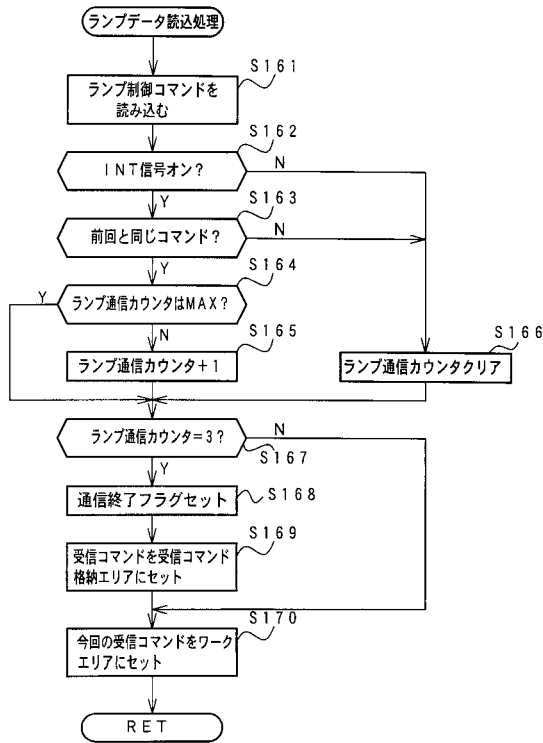 ランプデータ読込処理
S161
ランプ制御コマンドを
読み込む
S162
INT信号オン?
N
Y
S163
前回と同じコマンド?
N
Y
S164
ランプ通信カウンタはMAX?
Y
N
S165
ランプ通信カウンタ+1
S166
ランプ通信カウンタクリア
ランプ通信カウンタ=3?
N
S167
Y
通信終了フラグセット
S168
S169
受信コマンドを受信コマンド
格納エリアにセット
S170
今回の受信コマンドをワーク
エリアにセット
RET